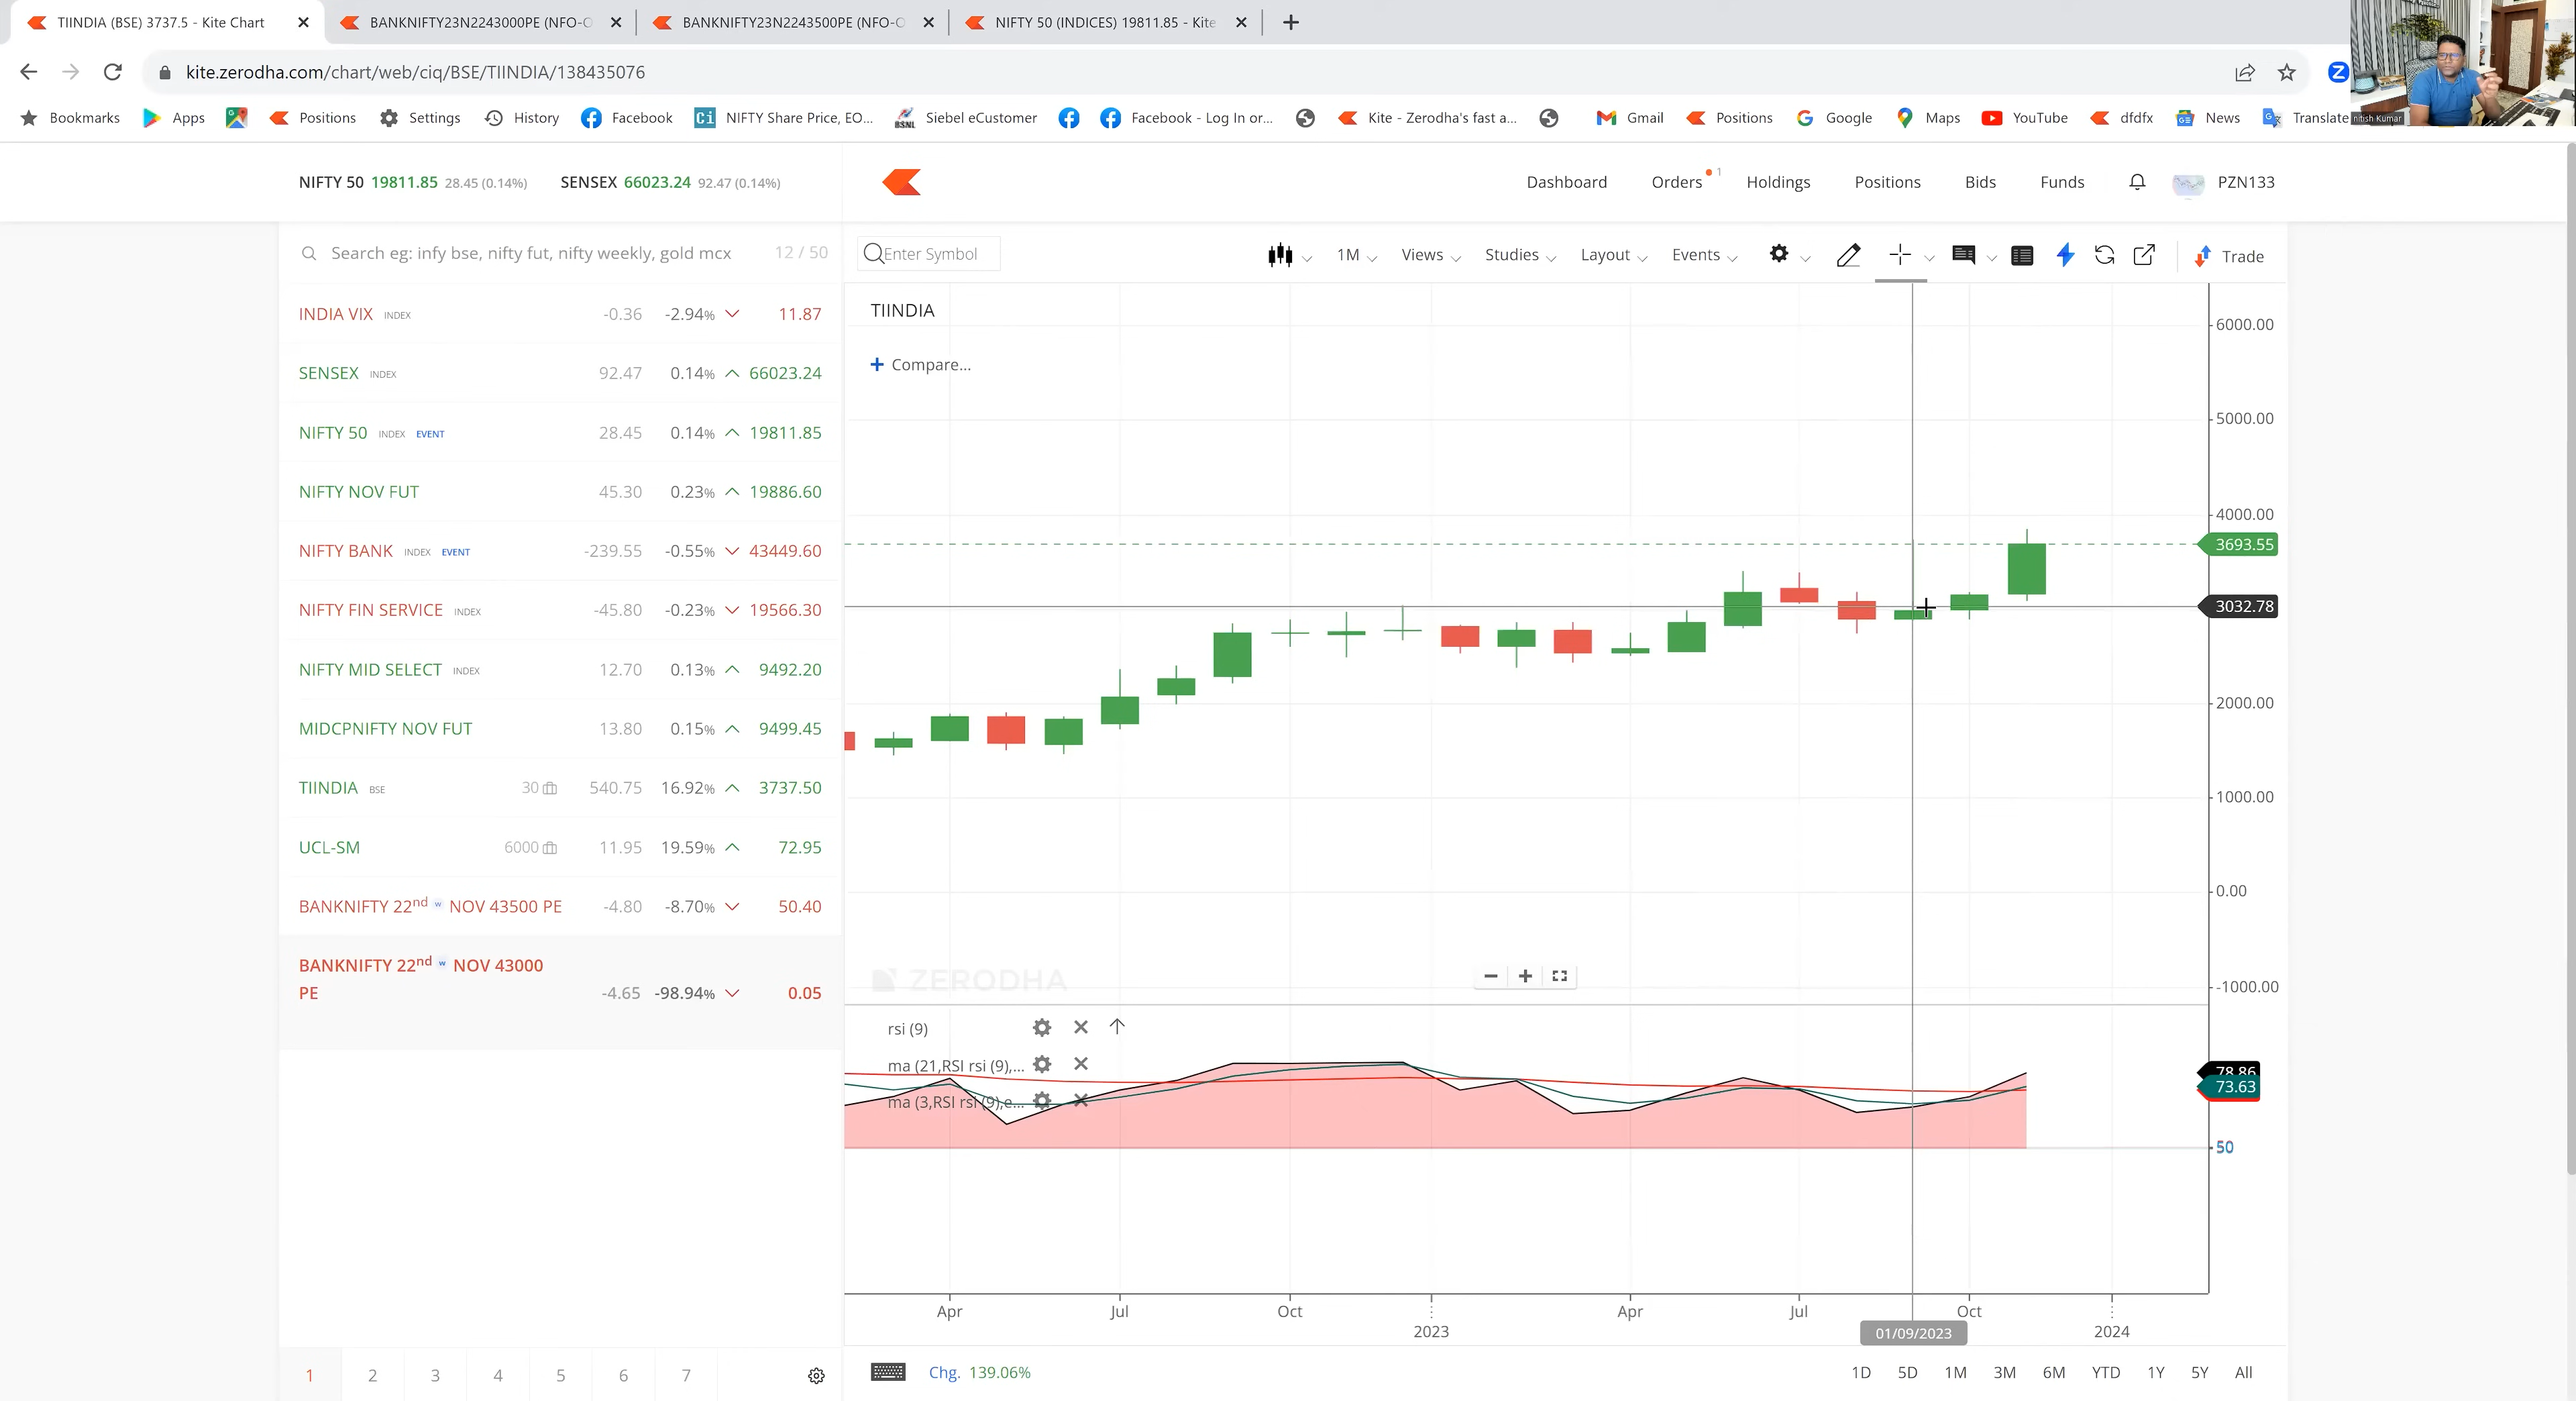 TIINDIA (BSE) 3737.5 - Kite Chart
BANKNIFTY23N2243000PE (NFO-O
BANKNIFTY23N2243500PE (NFO-O
NIFTY 50 (INDICES) 19811.85 - Kite
kite.zerodha.com/chart/web/ciq/BSE/TIINDIA/138435076
Z
Bookmarks Apps Positions Settings History Facebook NIFTY Share Price, EO... Siebel eCustomer Facebook - Log In or... Kite - Zerodha's fast a... Gmail Positions Google Maps YouTube dfdfx News Translate
Ci
BSNL
nitish Kumar
NIFTY 50 19811.85 28.45 (0.14%) SENSEX 66023.24 92.47 (0.14%)
Dashboard Orders 1 Holdings Positions Bids Funds PZN133
Search eg: infy bse, nifty fut, nifty weekly, gold mcx 12 / 50
Enter Symbol 1M Views Studies Layout Events Trade
INDIA VIX INDEX -0.36 -2.94% 11.87
SENSEX INDEX 92.47 0.14% 66023.24
NIFTY 50 INDEX EVENT 28.45 0.14% 19811.85
NIFTY NOV FUT 45.30 0.23% 19886.60
NIFTY BANK INDEX EVENT -239.55 -0.55% 43449.60
NIFTY FIN SERVICE INDEX -45.80 -0.23% 19566.30
NIFTY MID SELECT INDEX 12.70 0.13% 9492.20
MIDCPNIFTY NOV FUT 13.80 0.15% 9499.45
TIINDIA BSE 30 540.75 16.92% 3737.50
UCL-SM 6000 11.95 19.59% 72.95
BANKNIFTY 22nd w NOV 43500 PE -4.80 -8.70% 50.40
BANKNIFTY 22nd w NOV 43000
PE -4.65 -98.94% 0.05
1 2 3 4 5 6 7
TIINDIA
Compare...
6000.00
5000.00
4000.00
3693.55
3032.78
2000.00
1000.00
0.00
-1000.00
ZERODHA
rsi (9)
ma (21,RSI rsi (9),...
ma (3,RSI rsi (9),e...
78.86
73.63
50
Apr Jul Oct Apr Jul Oct
2023 01/09/2023 2024
Chg. 139.06%
1D 5D 1M 3M 6M YTD 1Y 5Y All